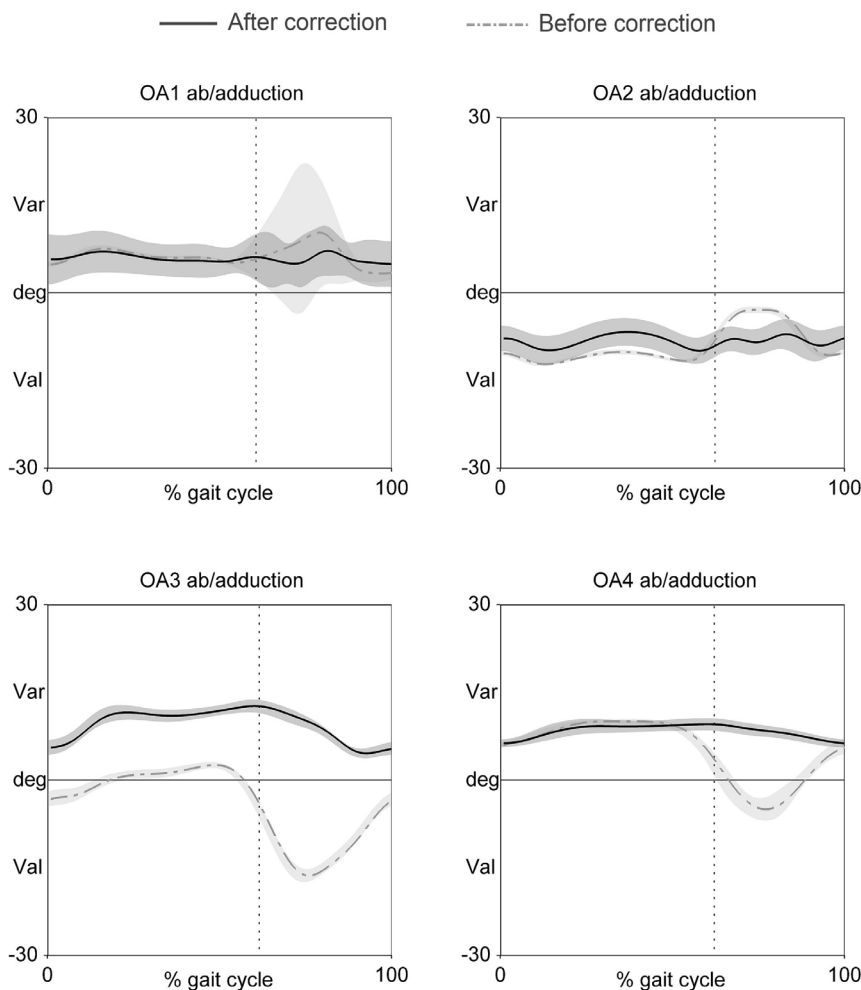 After correction Before correction
OA1 ab/adduction OA2 ab/adduction
30 30
Var Var
deg deg
Val Val
-30 -30
0 % gait cycle 100 0 % gait cycle 100
OA3 ab/adduction OA4 ab/adduction
30 30
Var Var
deg deg
Val Val
-30 -30
0 % gait cycle 100 0 % gait cycle 100